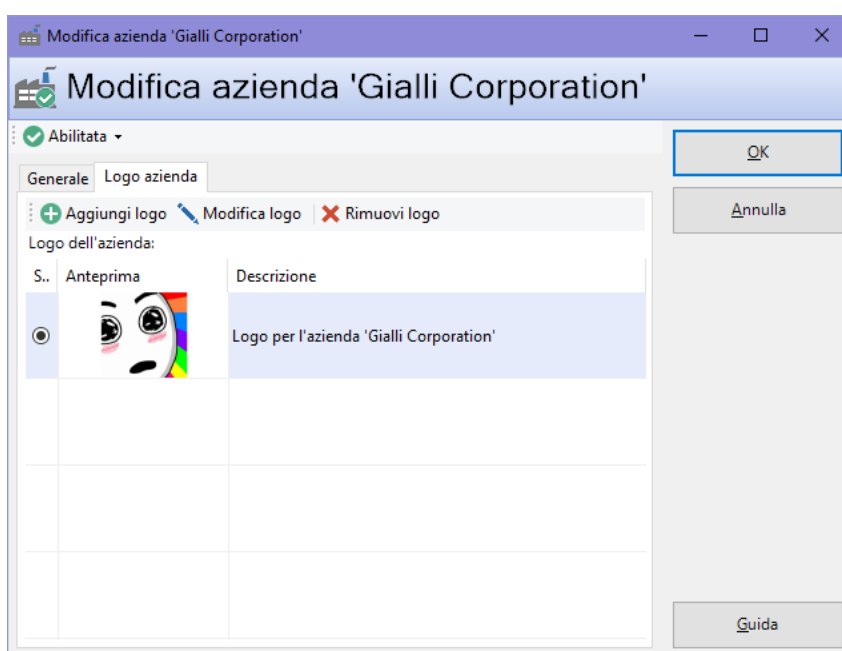 Modifica azienda 'Gialli Corporation'
Modifica azienda 'Gialli Corporation'
Abilitata
OK
Generale Logo azienda
Annulla
Aggiungi logo Modifica logo Rimuovi logo
Logo dell'azienda:
S.. Anteprima Descrizione
Logo per l'azienda 'Gialli Corporation'
Guida